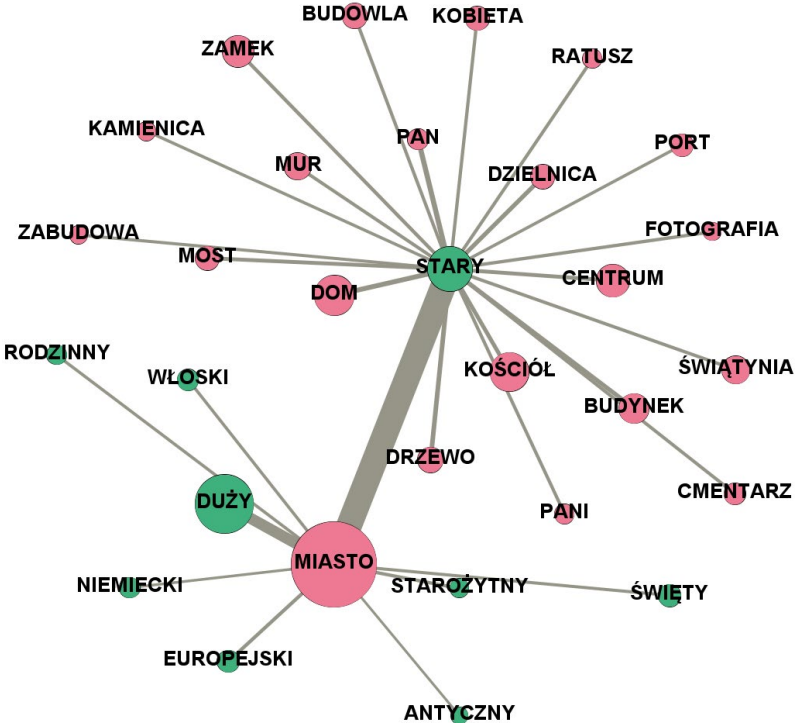 BUDOWLA
KOBIETA
ZAMEK
RATUSZ
KAMIENICA
PAN
PORT
MUR
DZIELNICA
ZABUDOWA
FOTOGRAFIA
MOST
STARY
CENTRUM
DOM
RODZINNY
WŁOSKI
KOŚCIÓŁ
ŚWIĄTYNIA
BUDYNEK
DRZEWO
CMENTARZ
DUŻY
PANI
MIASTO
NIEMIECKI
STAROŻYTNY
ŚWIĘTY
EUROPEJSKI
ANTYCZNY